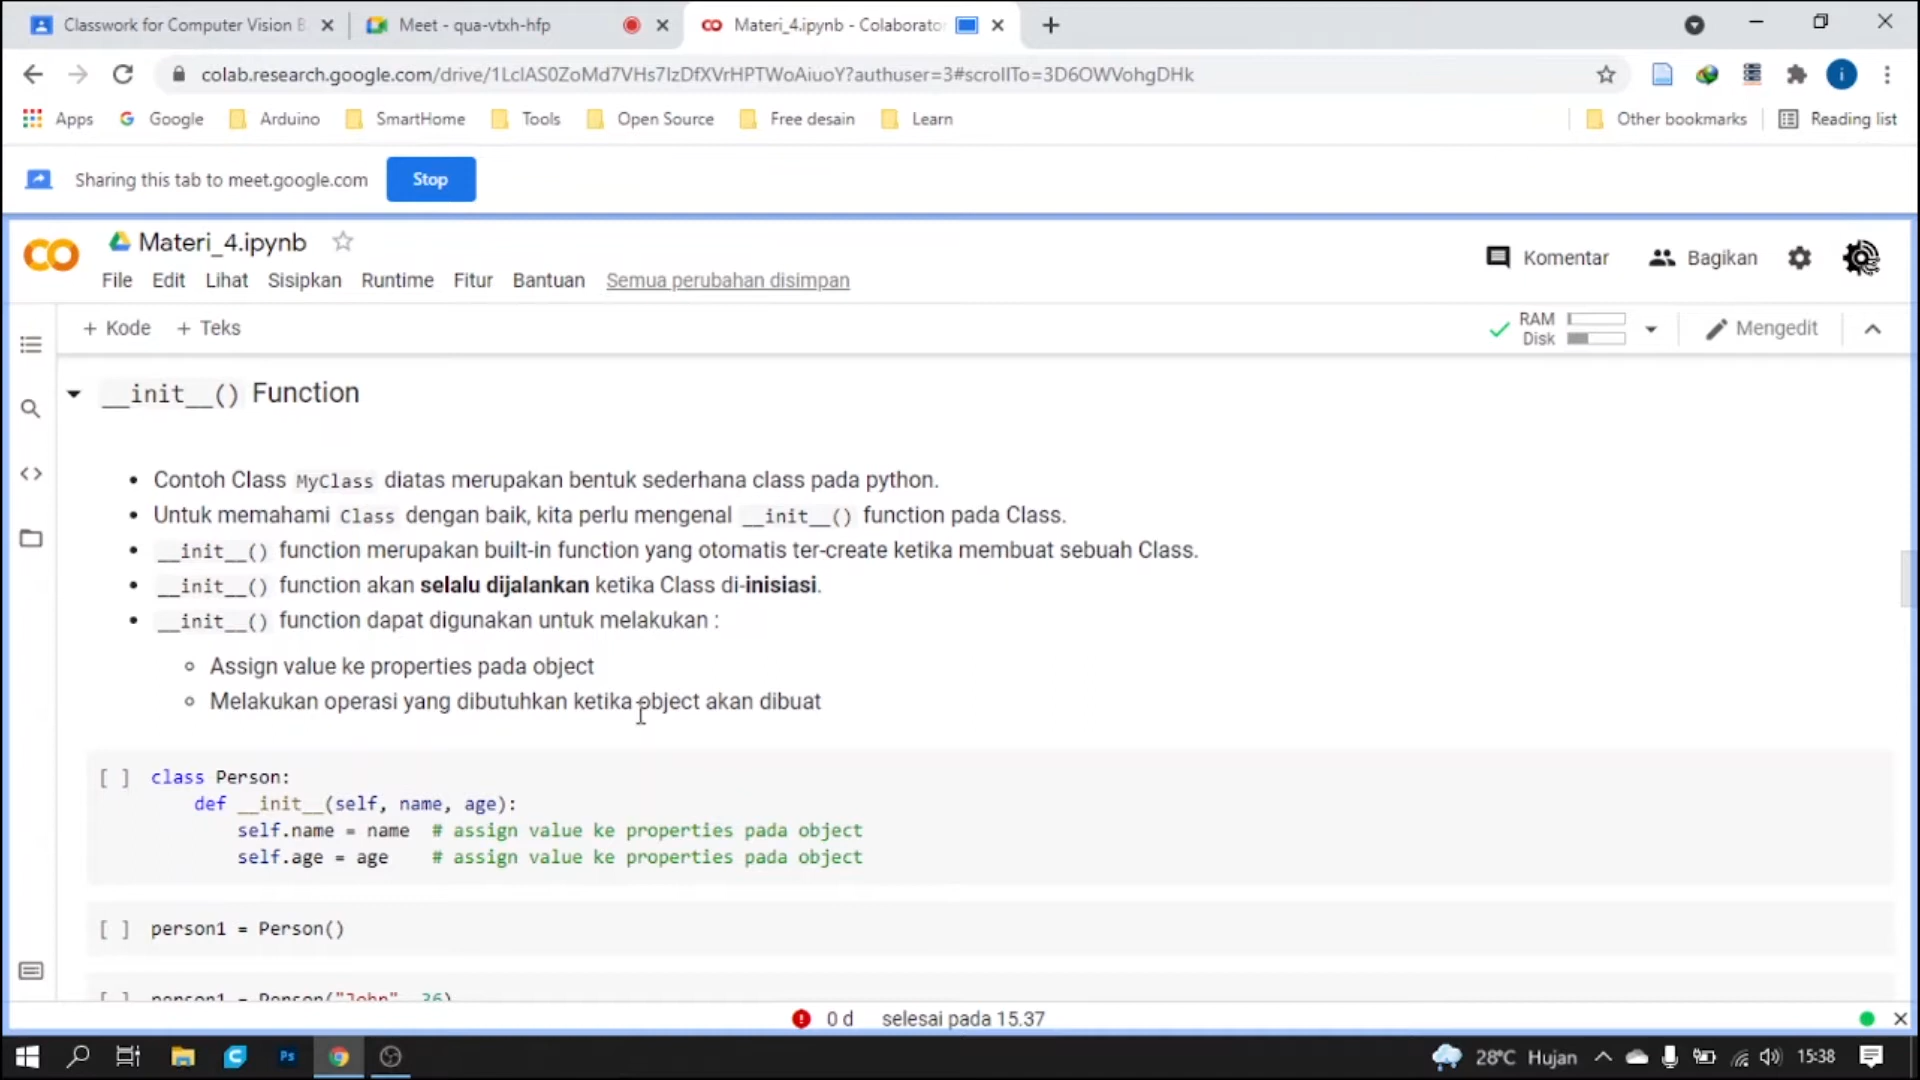 Classwork for Computer Vision B
Meet - qua-vtxh-hfp
Materi_4.ipynb - Colaborator
colab.research.google.com/drive/1LclAS0ZoMd7VHs7IzDfXVrHPTWoAiuoY?authuser=3#scrollTo=3D6OWVohgDHk
i
Apps
Google
Arduino
SmartHome
Tools
Open Source
Free desain
Learn
Other bookmarks
Reading list
Sharing this tab to meet.google.com
Stop
Materi_4.ipynb
Komentar
Bagikan
File Edit Lihat Sisipkan Runtime Fitur Bantuan Semua perubahan disimpan
+ Kode + Teks
RAM
Disk
Mengedit
__init__() Function
• Contoh Class MyClass diatas merupakan bentuk sederhana class pada python.
• Untuk memahami Class dengan baik, kita perlu mengenal __init__() function pada Class.
• __init__() function merupakan built-in function yang otomatis ter-create ketika membuat sebuah Class.
• __init__() function akan selalu dijalankan ketika Class di-inisiasi.
• __init__() function dapat digunakan untuk melakukan :
◦ Assign value ke properties pada object
◦ Melakukan operasi yang dibutuhkan ketika object akan dibuat
[ ] class Person:
def __init__(self, name, age):
self.name = name # assign value ke properties pada object
self.age = age # assign value ke properties pada object
[ ] person1 = Person()
[ ] person1 = Person("John", 36)
0 d selesai pada 15.37
Ps
28°C Hujan
15:38